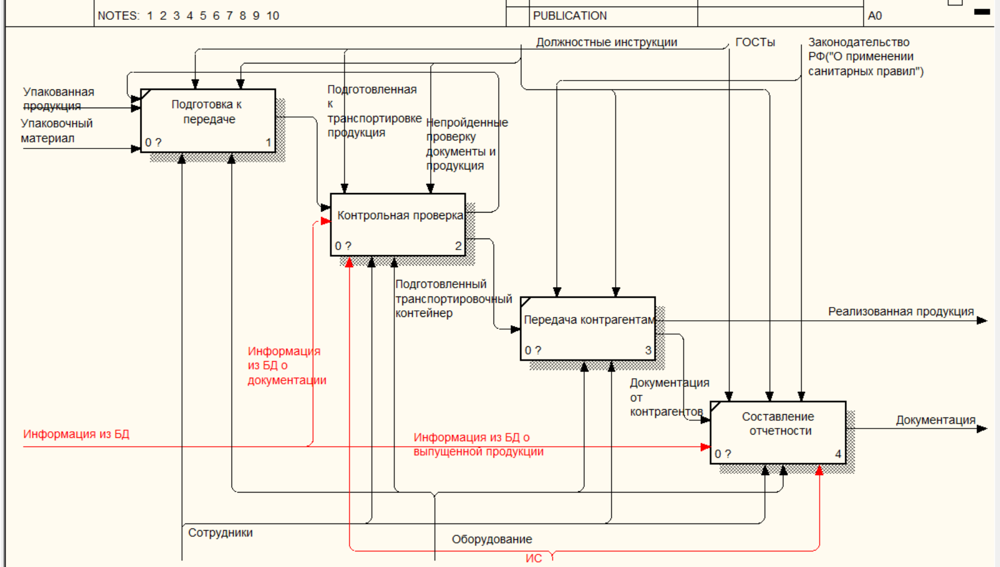 NOTES: 1 2 3 4 5 6 7 8 9 10
PUBLICATION
A0
Должностные инструкции
ГОСТы
Законодательство
РФ("О применении
санитарных правил")
Упакованная
продукция
Упаковочный
материал
Подготовка к
передаче
0 ?
1
Подготовленная
к
транспортировке
продукция
Непройденные
проверку
документы и
продукция
Контрольная проверка
0 ?
2
Подготовленный
транспортировочный
контейнер
Передача контрагентам
0 ?
3
Реализованная продукция
Информация
из БД о
документации
Документация
от
контрагентов
Составление
отчетности
0 ?
4
Документация
Информация из БД
Информация из БД о
выпущенной продукции
Сотрудники
Оборудование
ИС